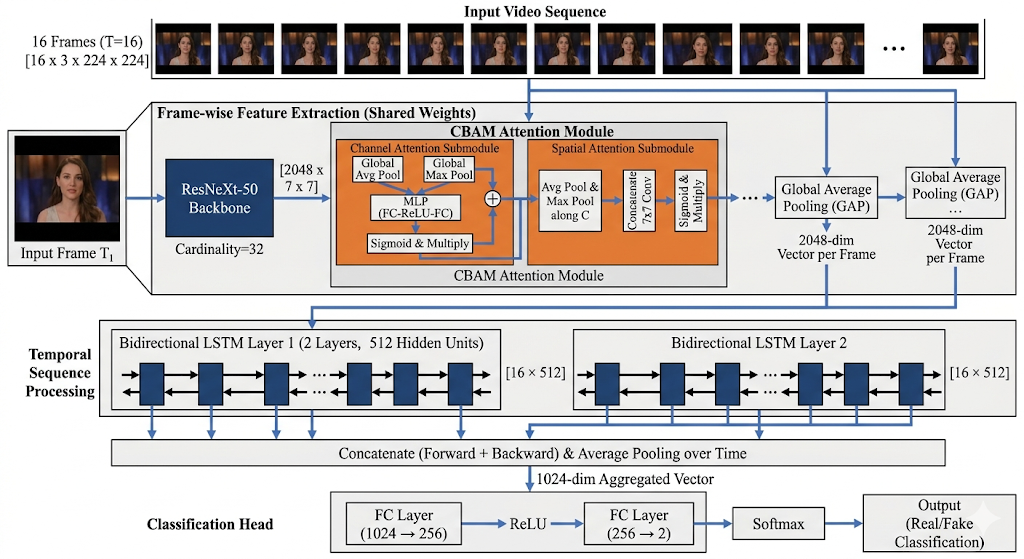 Input Video Sequence
16 Frames (T=16)
[16 x 3 x 224 x 224]
...
Frame-wise Feature Extraction (Shared Weights)
Input Frame T₁
ResNeXt-50
Backbone
Cardinality=32
[2048 x
7 x 7]
CBAM Attention Module
Channel Attention Submodule
Global
Avg Pool
Global
Max Pool
MLP
(FC-ReLU-FC)
Sigmoid & Multiply
+
Spatial Attention Submodule
Avg Pool &
Max Pool
along C
Concatenate
7x7 Conv
Sigmoid &
Multiply
CBAM Attention Module
...
Global Average
Pooling (GAP)
2048-dim
Vector per Frame
Global Average
Pooling (GAP)
...
2048-dim
Vector
per Frame
Temporal
Sequence
Processing
Bidirectional LSTM Layer 1 (2 Layers, 512 Hidden Units)
...
...
[16 × 512]
Bidirectional LSTM Layer 2
...
...
[16 × 512]
...
Concatenate (Forward + Backward) & Average Pooling over Time
1024-dim Aggregated Vector
Classification Head
FC Layer
(1024 → 256)
ReLU
FC Layer
(256 → 2)
Softmax
Output
(Real/Fake
Classification)